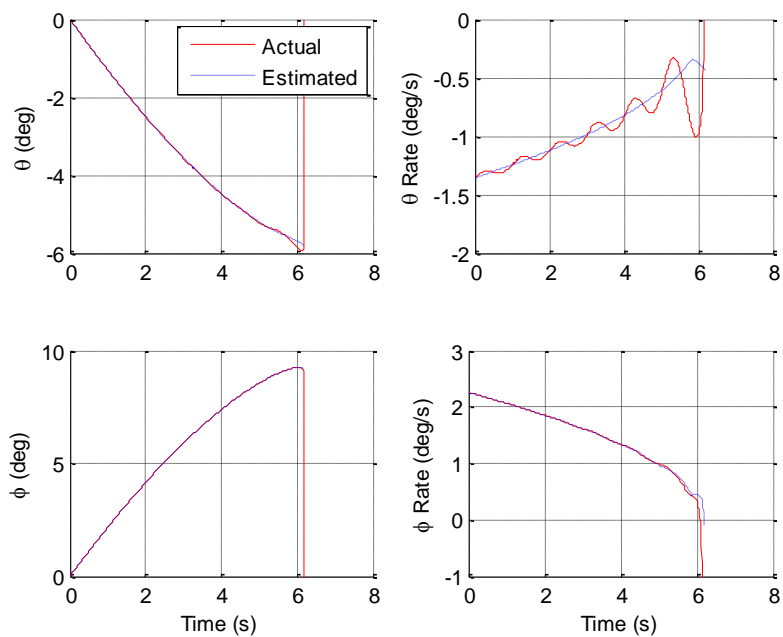 0
-2
-4
-6
θ (deg)
0 2 4 6 8
Actual
Estimated
0
-0.5
-1
-1.5
-2
θ Rate (deg/s)
0 2 4 6 8
10
5
0
ϕ (deg)
0 2 4 6 8
Time (s)
3
2
1
0
-1
ϕ Rate (deg/s)
0 2 4 6 8
Time (s)